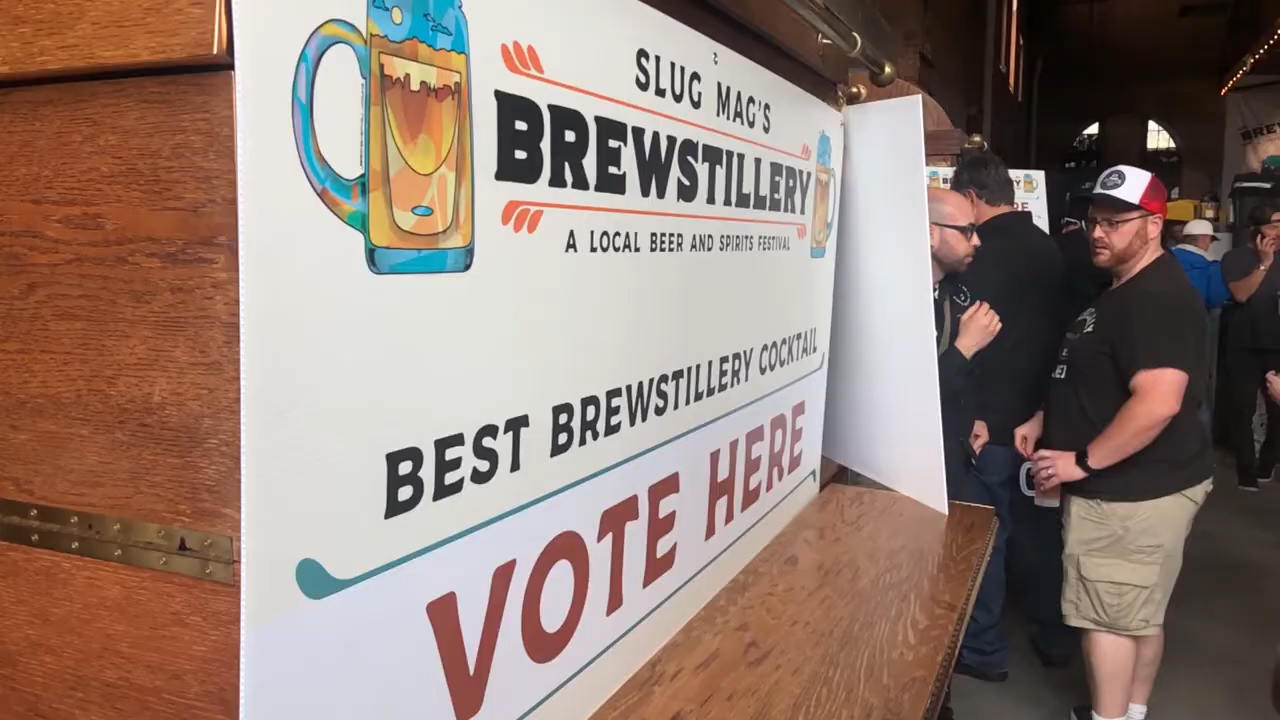 SLUG MAG'S
BREWSTILLERY
A LOCAL BEER AND SPIRITS FESTIVAL
BEST BREWSTILLERY COCKTAIL
VOTE HERE